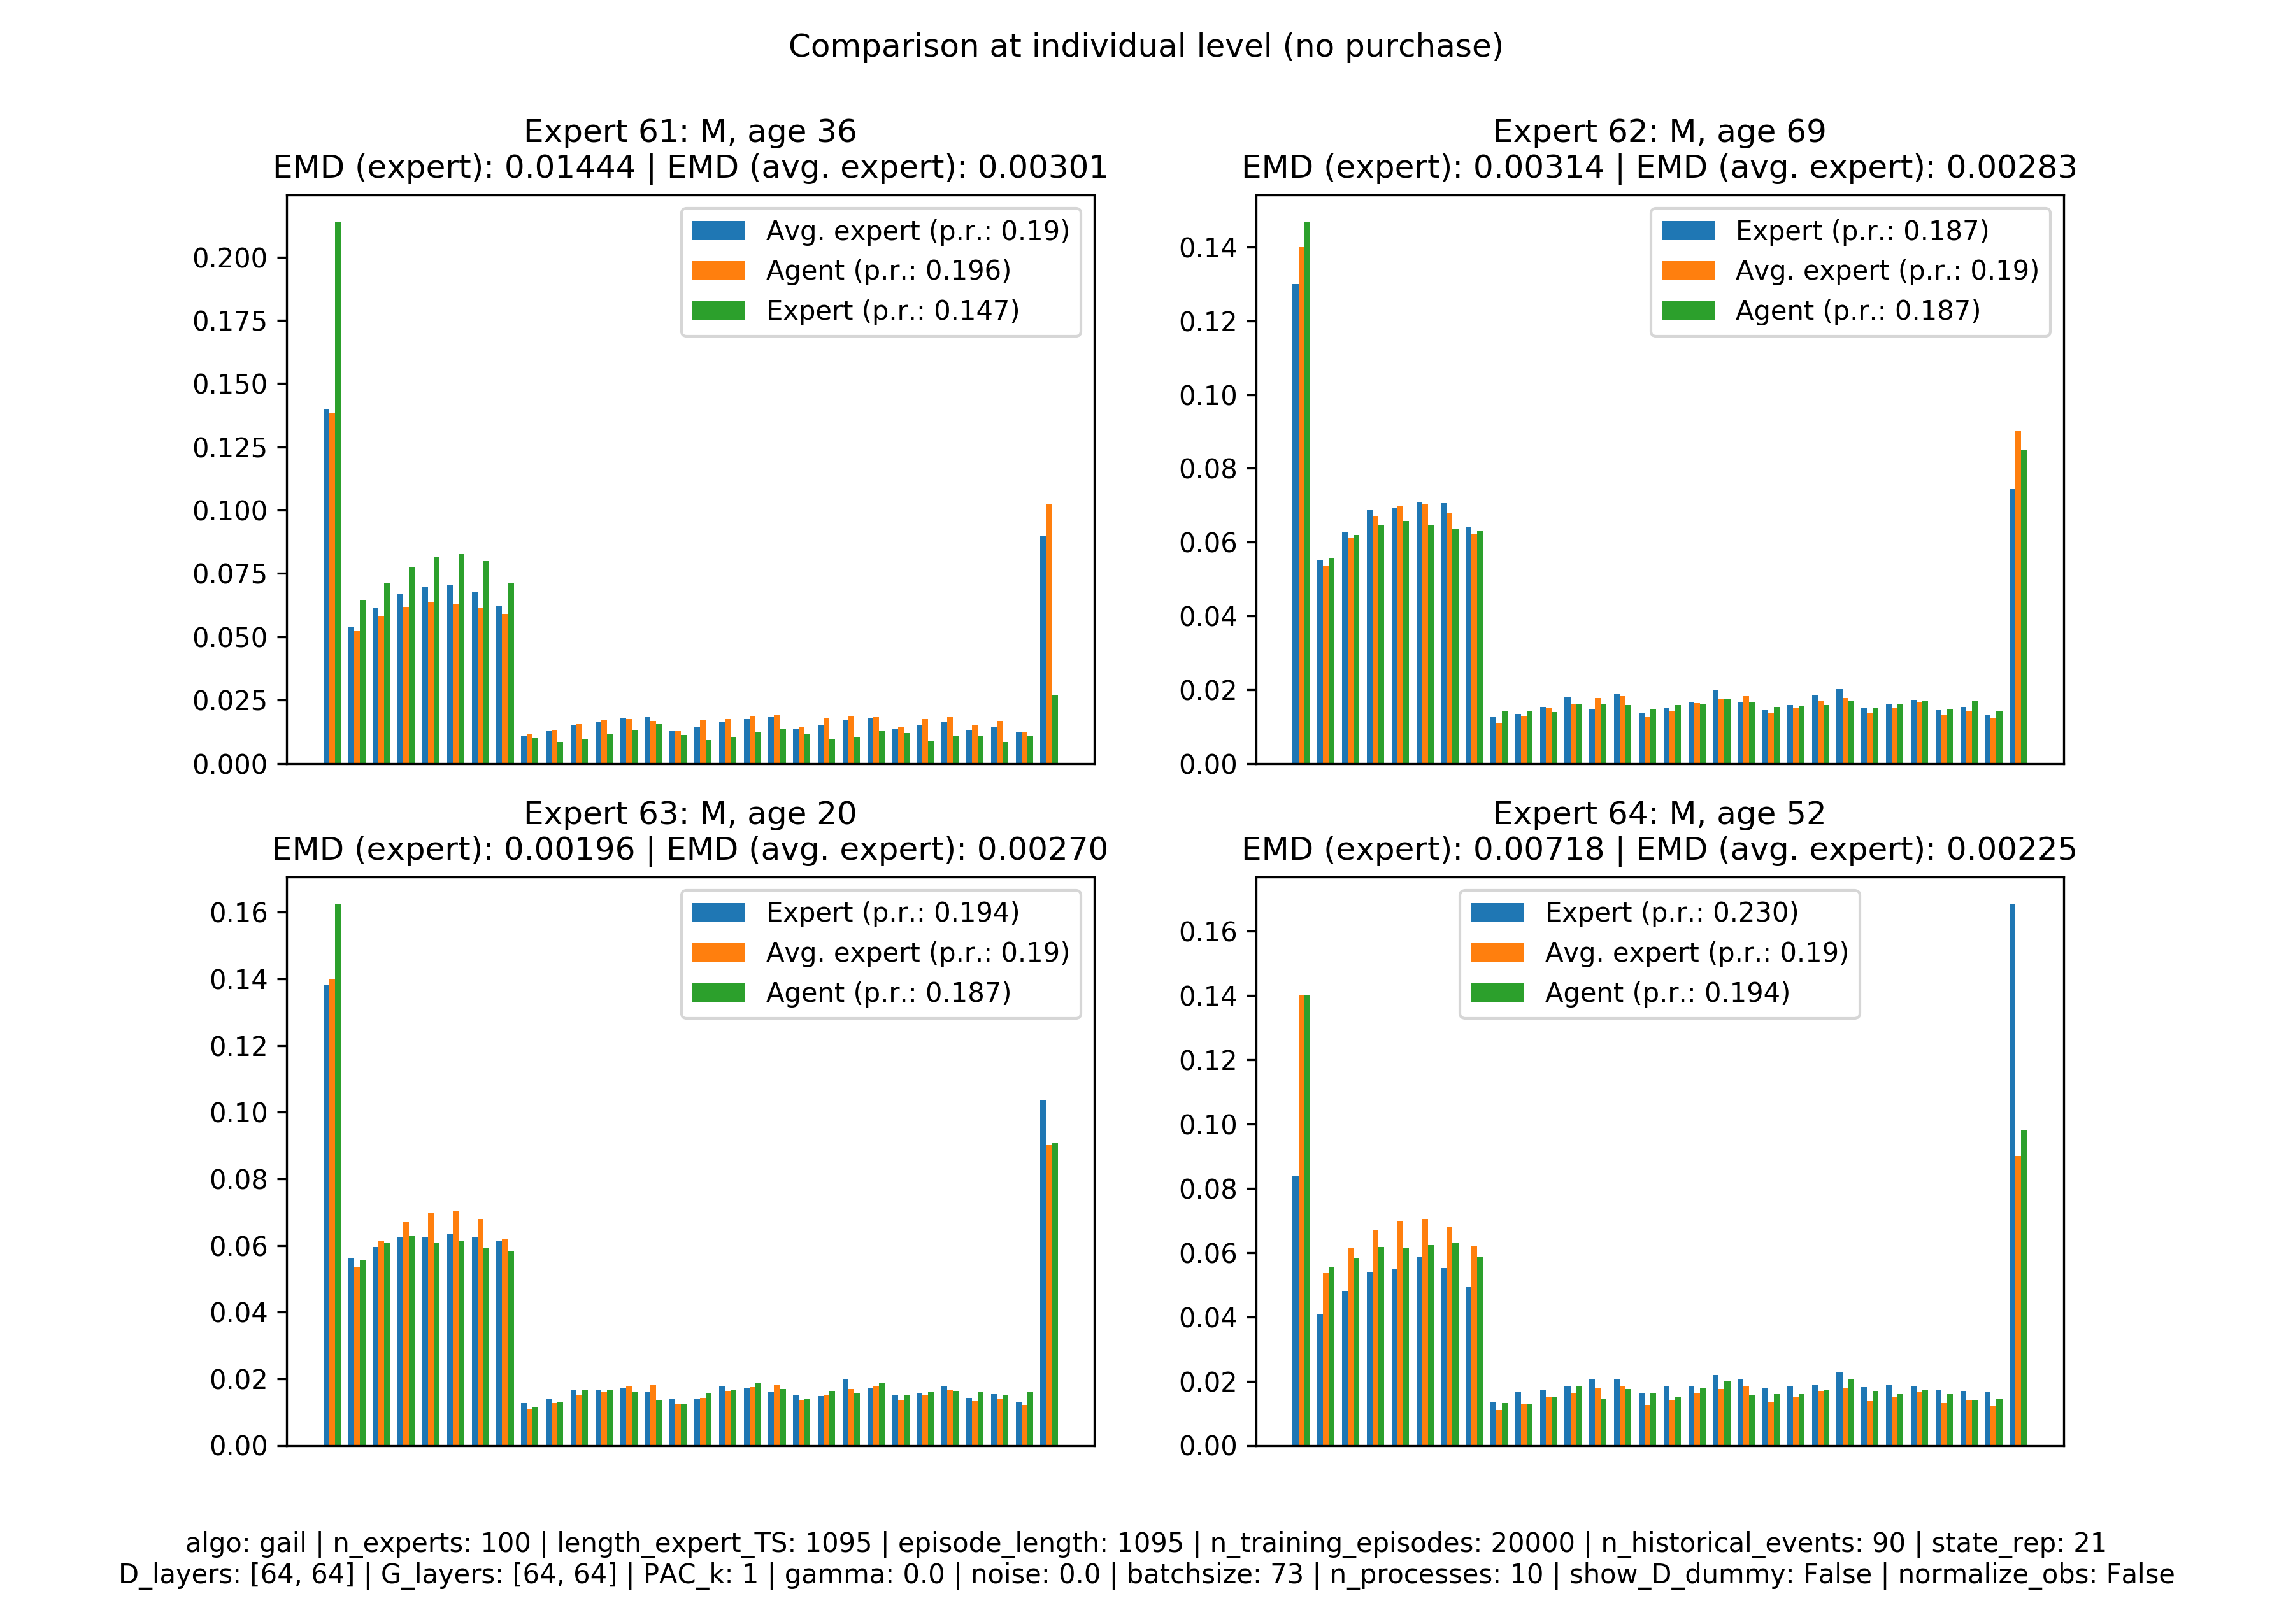 Comparison at individual level (no purchase)
Expert 61: M, age 36
EMD (expert): 0.01444 | EMD (avg. expert): 0.00301
0.200
0.175
0.150
0.125
0.100
0.075
0.050
0.025
0.000
Avg. expert (p.r.: 0.19)
Agent (p.r.: 0.196)
Expert (p.r.: 0.147)
Expert 62: M, age 69
EMD (expert): 0.00314 | EMD (avg. expert): 0.00283
0.14
0.12
0.10
0.08
0.06
0.04
0.02
0.00
Expert (p.r.: 0.187)
Avg. expert (p.r.: 0.19)
Agent (p.r.: 0.187)
Expert 63: M, age 20
EMD (expert): 0.00196 | EMD (avg. expert): 0.00270
0.16
0.14
0.12
0.10
0.08
0.06
0.04
0.02
0.00
Expert (p.r.: 0.194)
Avg. expert (p.r.: 0.19)
Agent (p.r.: 0.187)
Expert 64: M, age 52
EMD (expert): 0.00718 | EMD (avg. expert): 0.00225
0.16
0.14
0.12
0.10
0.08
0.06
0.04
0.02
0.00
Expert (p.r.: 0.230)
Avg. expert (p.r.: 0.19)
Agent (p.r.: 0.194)
algo: gail | n_experts: 100 | length_expert_TS: 1095 | episode_length: 1095 | n_training_episodes: 20000 | n_historical_events: 90 | state_rep: 21
D_layers: [64, 64] | G_layers: [64, 64] | PAC_k: 1 | gamma: 0.0 | noise: 0.0 | batchsize: 73 | n_processes: 10 | show_D_dummy: False | normalize_obs: False